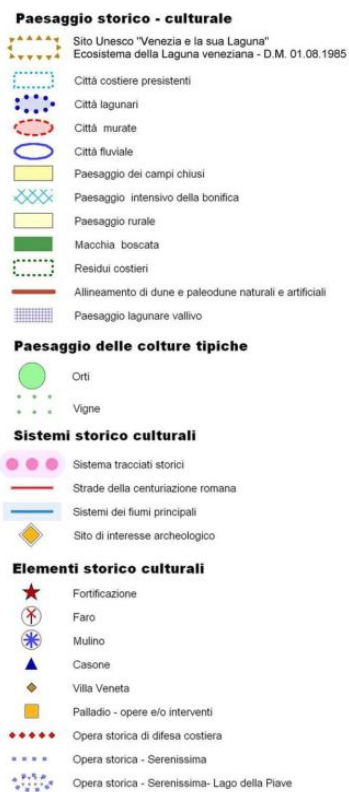 Paesaggio storico - culturale
Sito Unesco "Venezia e la sua Laguna"
Ecosistema della Laguna veneziana - D.M. 01.08.1985
Città costiere presistenti
Città lagunari
Città murate
Città fluviale
Paesaggio dei campi chiusi
Paesaggio intensivo della bonifica
Paesaggio rurale
Macchia boscata
Residui costieri
Allineamento di dune e paleodune naturali e artificiali
Paesaggio lagunare vallivo
Paesaggio delle colture tipiche
Orti
Vigne
Sistemi storico culturali
Sistema tracciati storici
Strade della centuriazione romana
Sistemi dei fiumi principali
Sito di interesse archeologico
Elementi storico culturali
Fortificazione
Faro
Mulino
Casone
Villa Veneta
Palladio - opere e/o interventi
Opera storica di difesa costiera
Opera storica - Serenissima
Opera storica - Serenissima- Lago della Piave